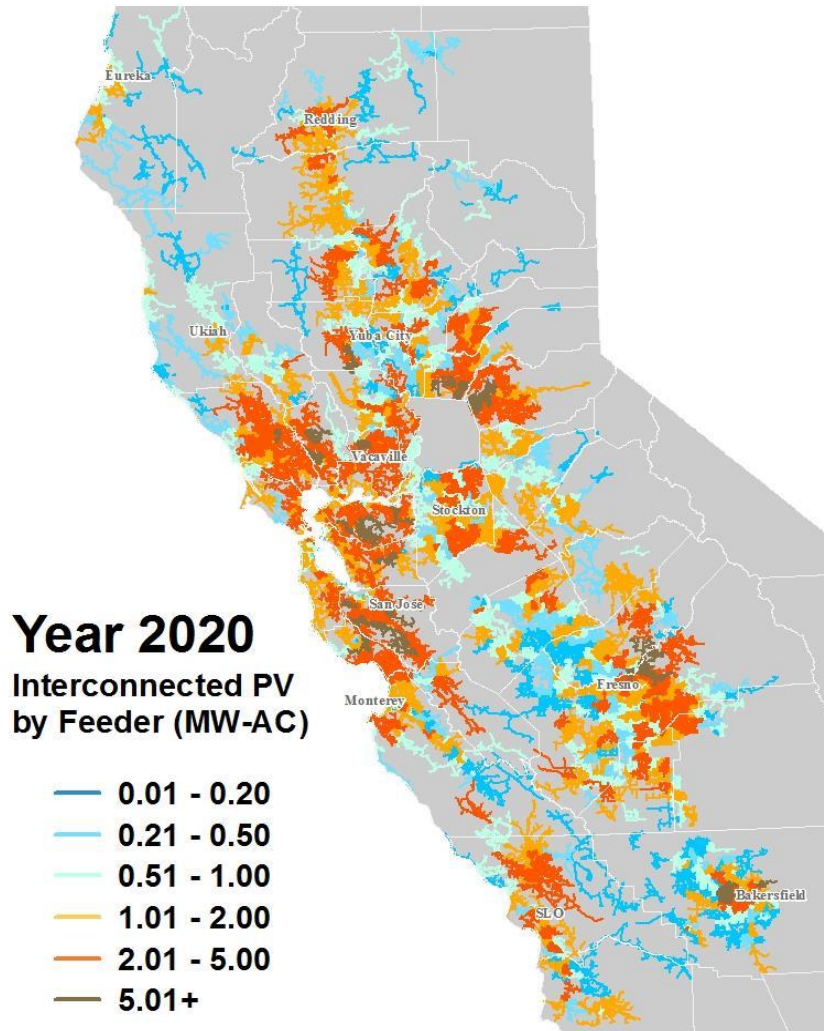 Eureka
Redding
Ukiah
Yuba City
Vacaville
Stockton
San Jose
Year 2020
Interconnected PV
by Feeder (MW-AC)
Fresno
Monterey
0.01 - 0.20
0.21 - 0.50
0.51 - 1.00
1.01 - 2.00
2.01 - 5.00
5.01+
Bakersfield
SLO